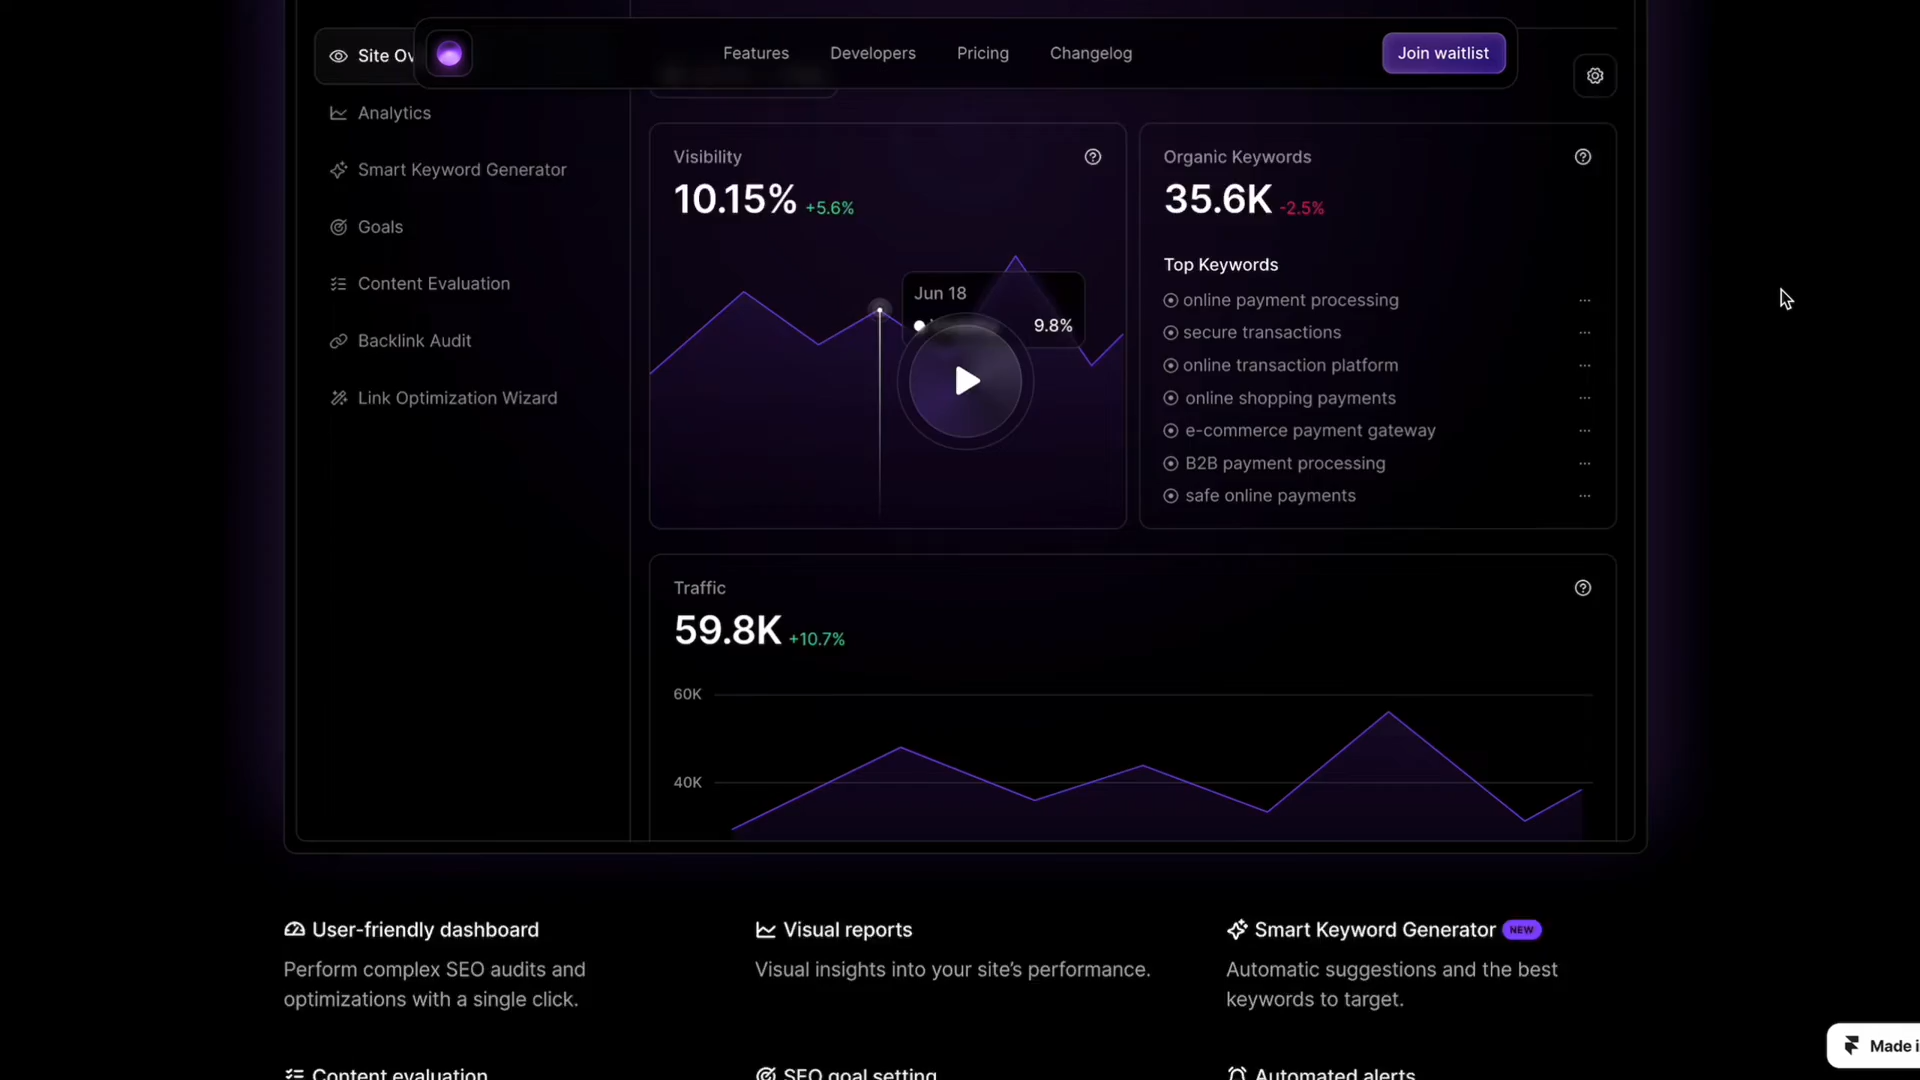 Site Ov
Features
Developers
Pricing
Changelog
Join waitlist
Analytics
Smart Keyword Generator
Goals
Content Evaluation
Backlink Audit
Link Optimization Wizard
Visibility
10.15% +5.6%
Jun 18
9.8%
Organic Keywords
35.6K -2.5%
Top Keywords
online payment processing
secure transactions
online transaction platform
online shopping payments
e-commerce payment gateway
B2B payment processing
safe online payments
Traffic
59.8K +10.7%
60K
40K
User-friendly dashboard
Perform complex SEO audits and
optimizations with a single click.
Visual reports
Visual insights into your site’s performance.
Smart Keyword Generator NEW
Automatic suggestions and the best
keywords to target.
Made i
Content evaluation
SEO goal setting
Automated alerts